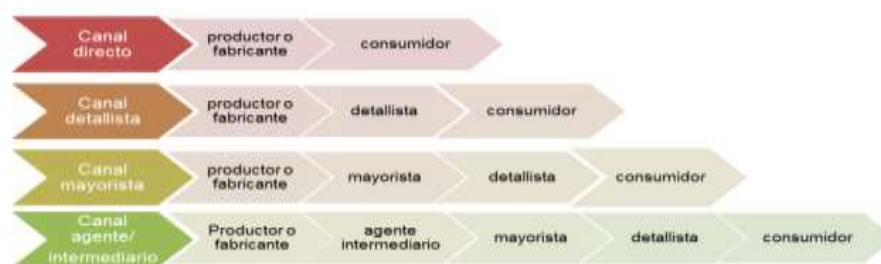 Canal
directo
productor o
fabricante
consumidor
Canal
detallista
productor o
fabricante
detallista
consumidor
Canal
mayorista
productor o
fabricante
mayorista
detallista
consumidor
Canal
agente/
intermediario
Productor o
fabricante
agente
intermediario
mayorista
detallista
consumidor